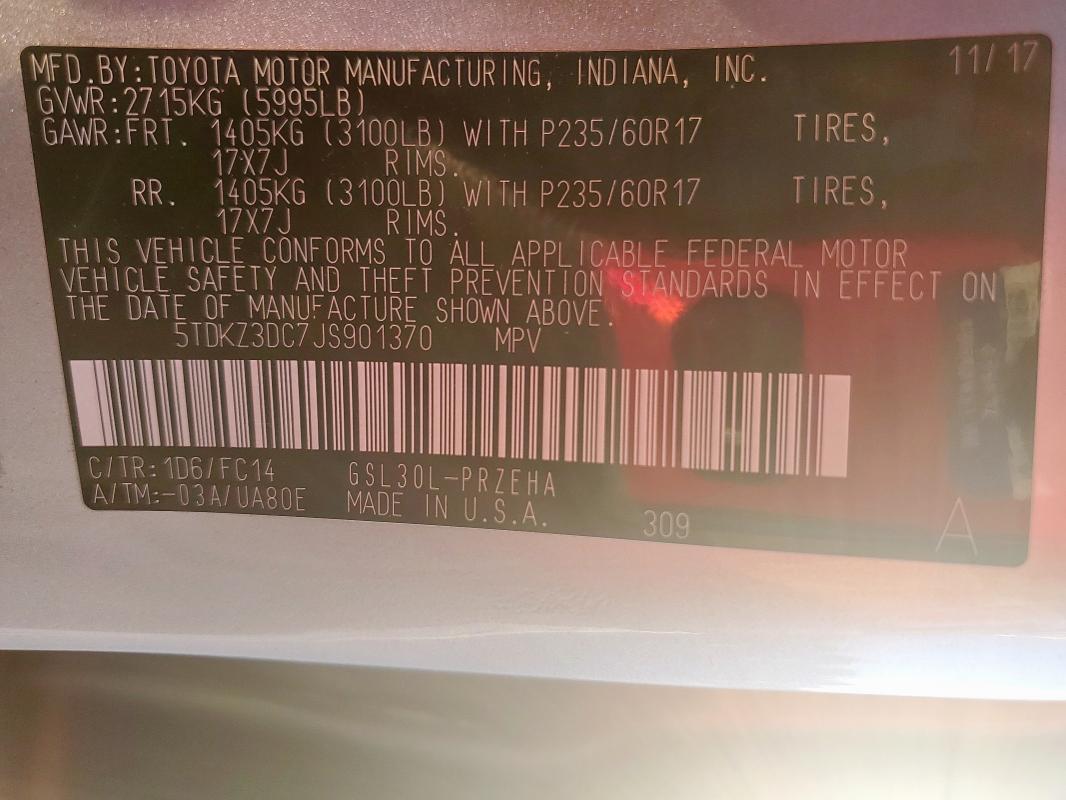 MFD.BY:TOYOTA MOTOR MANUFACTURING, INDIANA, INC. 11/17
GVWR:2715KG (5995LB)
GAWR:FRT. 1405KG (3100LB) WITH P235/60R17 TIRES,
17X7J RIMS.
RR. 1405KG (3100LB) WITH P235/60R17 TIRES,
17X7J RIMS.
THIS VEHICLE CONFORMS TO ALL APPLICABLE FEDERAL MOTOR
VEHICLE SAFETY AND THEFT PREVENTION STANDARDS IN EFFECT ON
THE DATE OF MANUFACTURE SHOWN ABOVE.
5TDKZ3DC7JS901370 MPV
C/TR:1D6/FC14 GSL30L-PRZEHA
A/TM:-03A/UA80E MADE IN U.S.A. 309 A